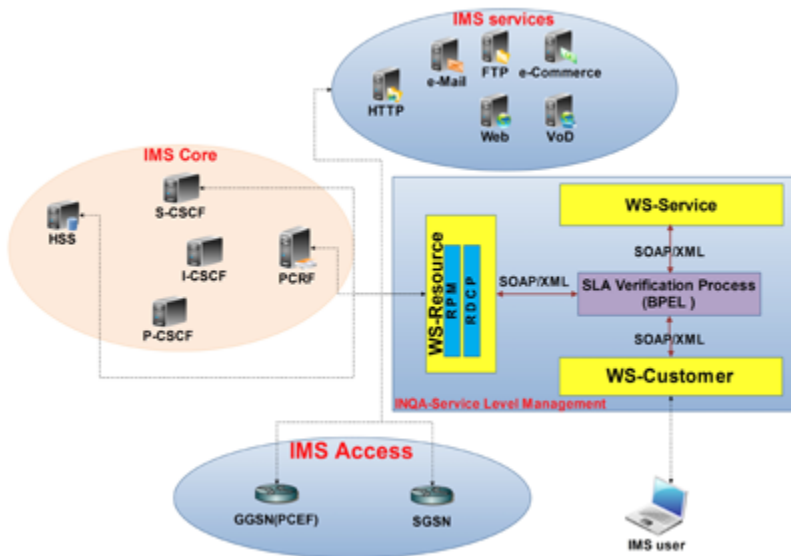 IMS services
HTTP
e-Mail
FTP
e-Commerce
Web
VoD
IMS Core
S-CSCF
HSS
I-CSCF
PCRF
P-CSCF
WS-Service
SOAP/XML
WS-Resource
RPM
RDCP
SOAP/XML
SLA Verification Process
(BPEL )
SOAP/XML
WS-Customer
INQA-Service Level Management
IMS Access
GGSN(PCEF)
SGSN
IMS user